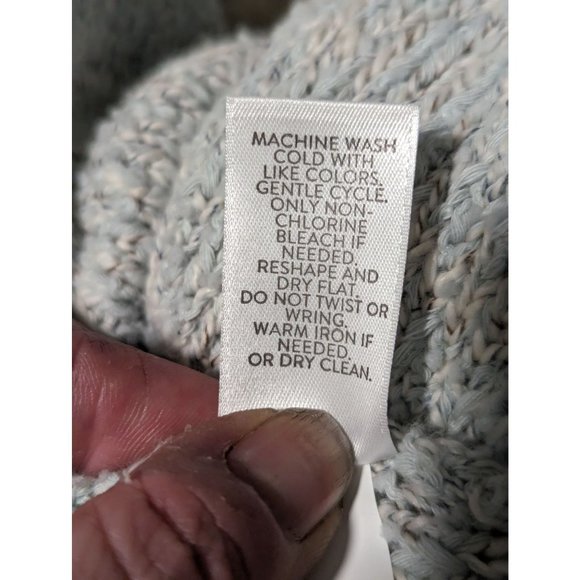 MACHINE WASH
COLD WITH
LIKE COLORS.
GENTLE CYCLE.
ONLY NON-
CHLORINE
BLEACH IF
NEEDED.
RESHAPE AND
DRY FLAT.
DO NOT TWIST OR
WRING.
WARM IRON IF
NEEDED.
OR DRY CLEAN.